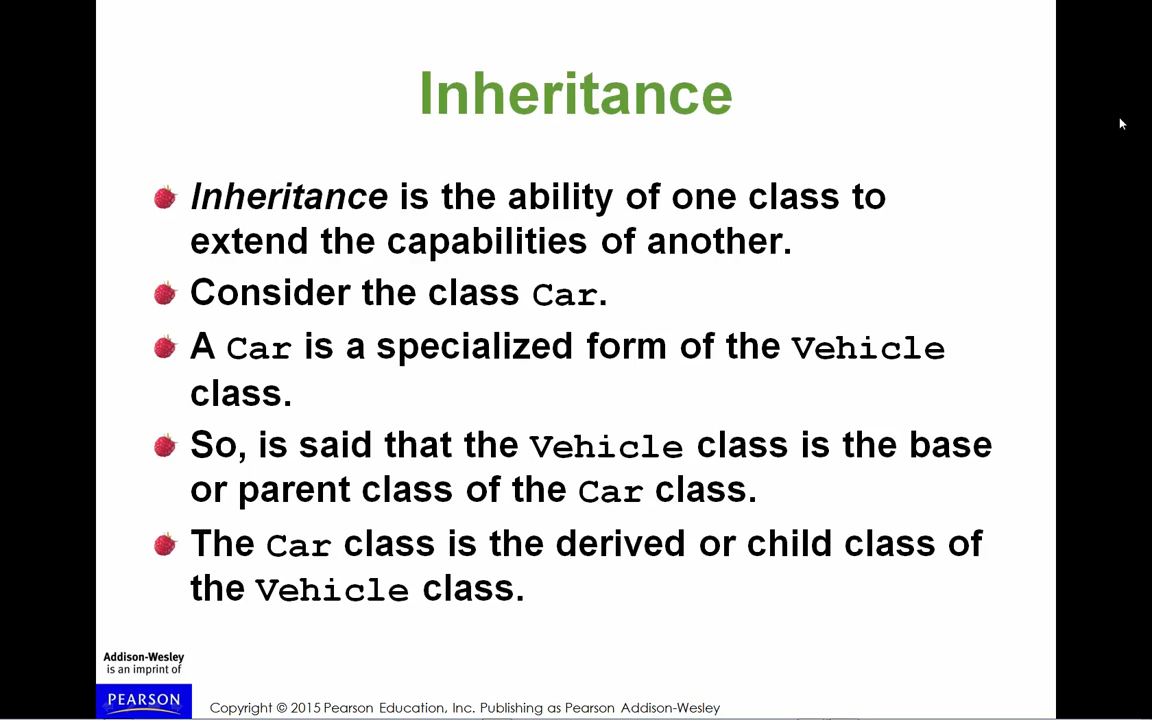 Inheritance
Inheritance is the ability of one class to
extend the capabilities of another.
Consider the class Car.
A Car is a specialized form of the Vehicle
class.
So, is said that the Vehicle class is the base
or parent class of the Car class.
The Car class is the derived or child class of
the Vehicle class.
Addison-Wesley
is an imprint of
PEARSON
Copyright © 2015 Pearson Education, Inc. Publishing as Pearson Addison-Wesley